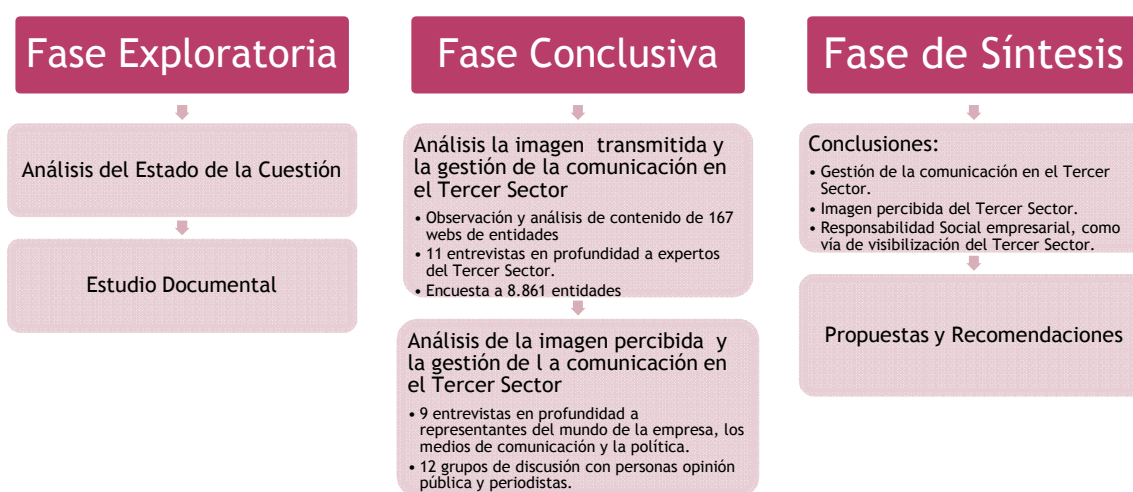 Fase Exploratoria
Análisis del Estado de la Cuestión
Estudio Documental
Fase Conclusiva
Análisis la imagen transmitida y
la gestión de la comunicación en
el Tercer Sector
• Observación y análisis de contenido de 167
webs de entidades
• 11 entrevistas en profundidad a expertos
del Tercer Sector.
• Encuesta a 8.861 entidades
Análisis de la imagen percibida y
la gestión de l a comunicación en
el Tercer Sector
• 9 entrevistas en profundidad a
representantes del mundo de la empresa, los
medios de comunicación y la política.
• 12 grupos de discusión con personas opinión
pública y periodistas.
Fase de Síntesis
Conclusiones:
• Gestión de la comunicación en el Tercer
Sector.
• Imagen percibida del Tercer Sector.
• Responsabilidad Social empresarial, como
vía de visibilización del Tercer Sector.
Propuestas y Recomendaciones